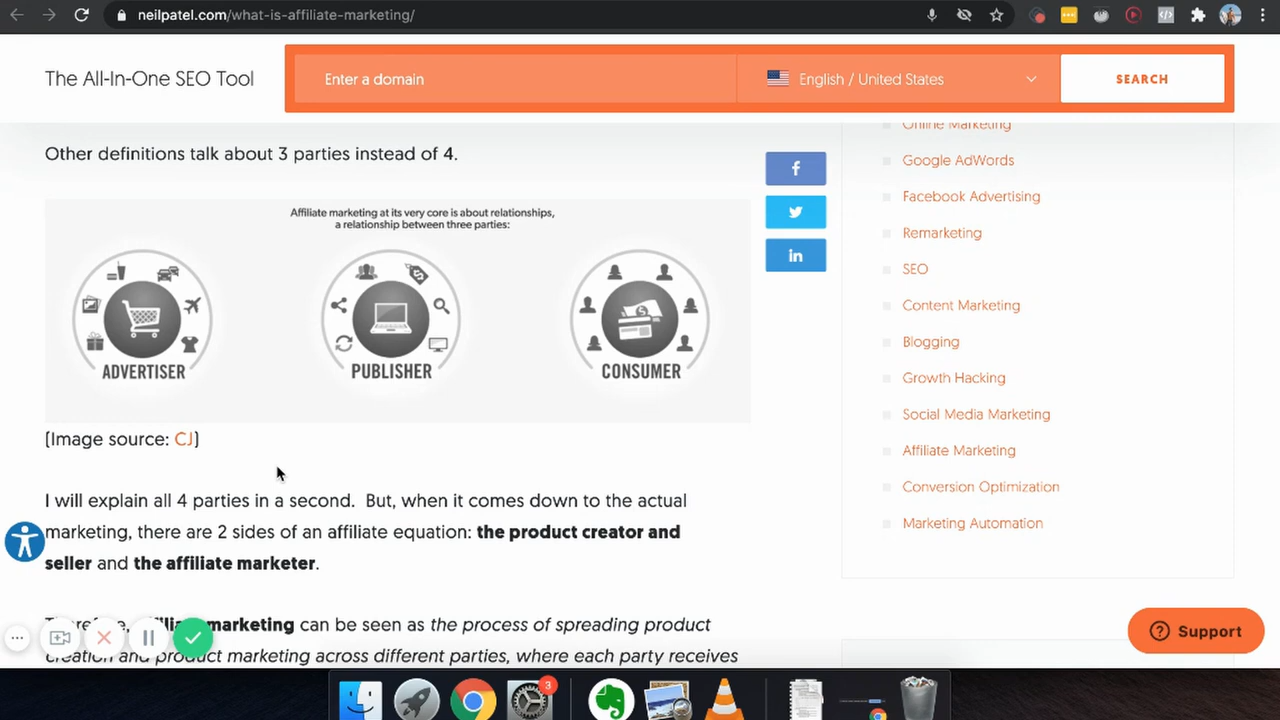 neilpatel.com/what-is-affiliate-marketing/
The All-In-One SEO Tool
Enter a domain
English / United States
SEARCH
Other definitions talk about 3 parties instead of 4.
Affiliate marketing at its very core is about relationships,
a relationship between three parties:
ADVERTISER
PUBLISHER
CONSUMER
[Image source: CJ]
I will explain all 4 parties in a second. But, when it comes down to the actual
marketing, there are 2 sides of an affiliate equation: the product creator and
seller and the affiliate marketer.
marketing can be seen as the process of spreading product
creation and product marketing across different parties, where each party receives
f
in
Online Marketing
Google AdWords
Facebook Advertising
Remarketing
SEO
Content Marketing
Blogging
Growth Hacking
Social Media Marketing
Affiliate Marketing
Conversion Optimization
Marketing Automation
Support
3